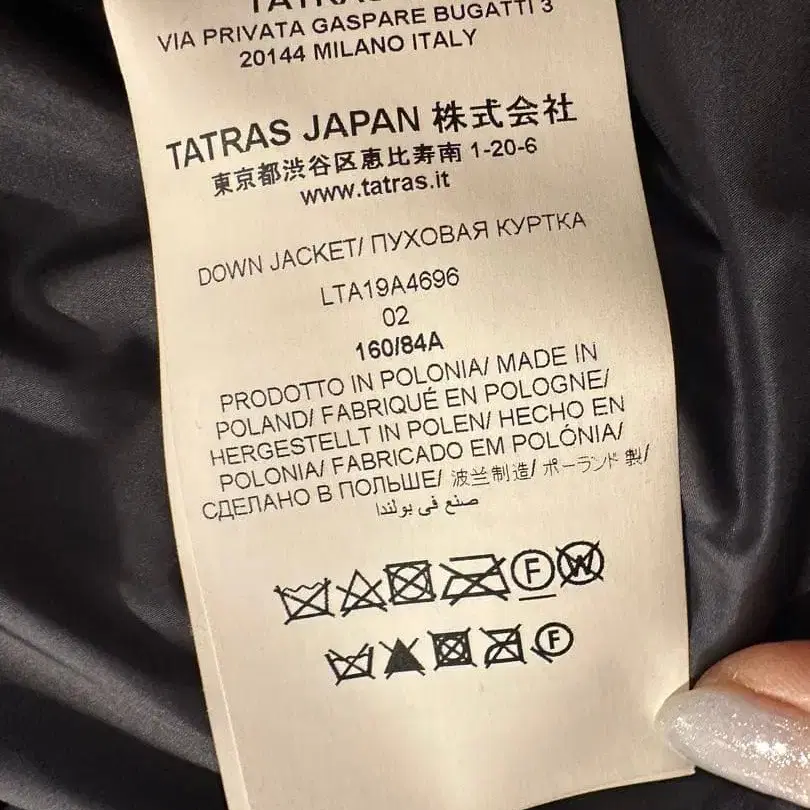 TATRAS
VIA PRIVATA GASPARE BUGATTI 3
20144 MILANO ITALY
TATRAS JAPAN 株式会社
東京都渋谷区恵比寿南 1-20-6
www.tatras.it
DOWN JACKET/ ПУХОВАЯ КУРТКА
LTA19A4696
02
160/84A
PRODOTTO IN POLONIA/ MADE IN
POLAND/ FABRIQUÉ EN POLOGNE/
HERGESTELLT IN POLEN/ HECHO EN
POLONIA/ FABRICADO EM POLÓNIA/
СДЕЛАНО В ПОЛЬШЕ/ 波兰制造/ ポーランド 製/
صنع في بولندا
F W
F